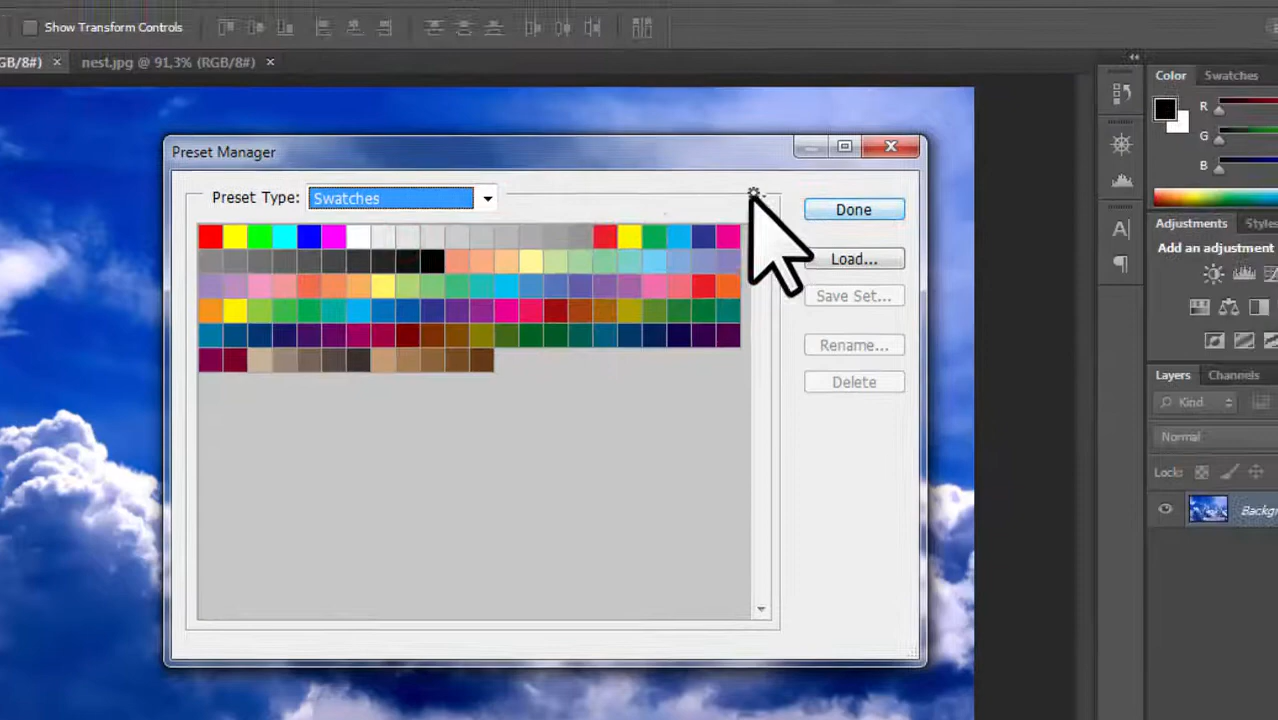 Show Transform Controls
GB/8#) ×
nest.jpg @ 91,3% (RGB/8#) ×
Color
Swatches
R
G
B
Preset Manager
Preset Type: Swatches
Done
Load...
Save Set...
Rename...
Delete
Adjustments
Styles
Add an adjustment
Layers
Channels
Kind
Normal
Lock:
Backgr